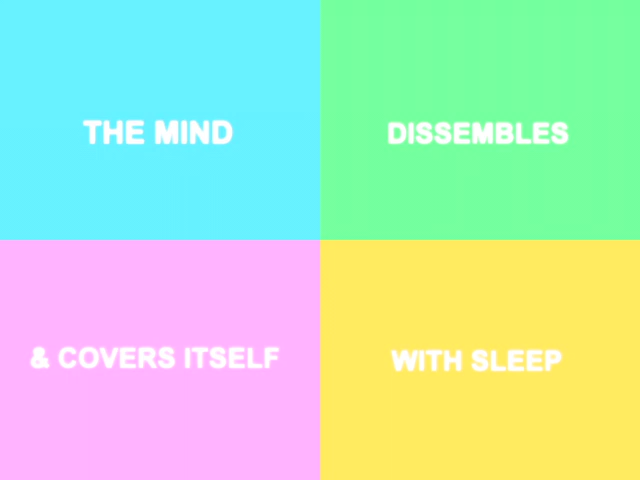 THE MIND
DISSEMBLES
& COVERS ITSELF
WITH SLEEP